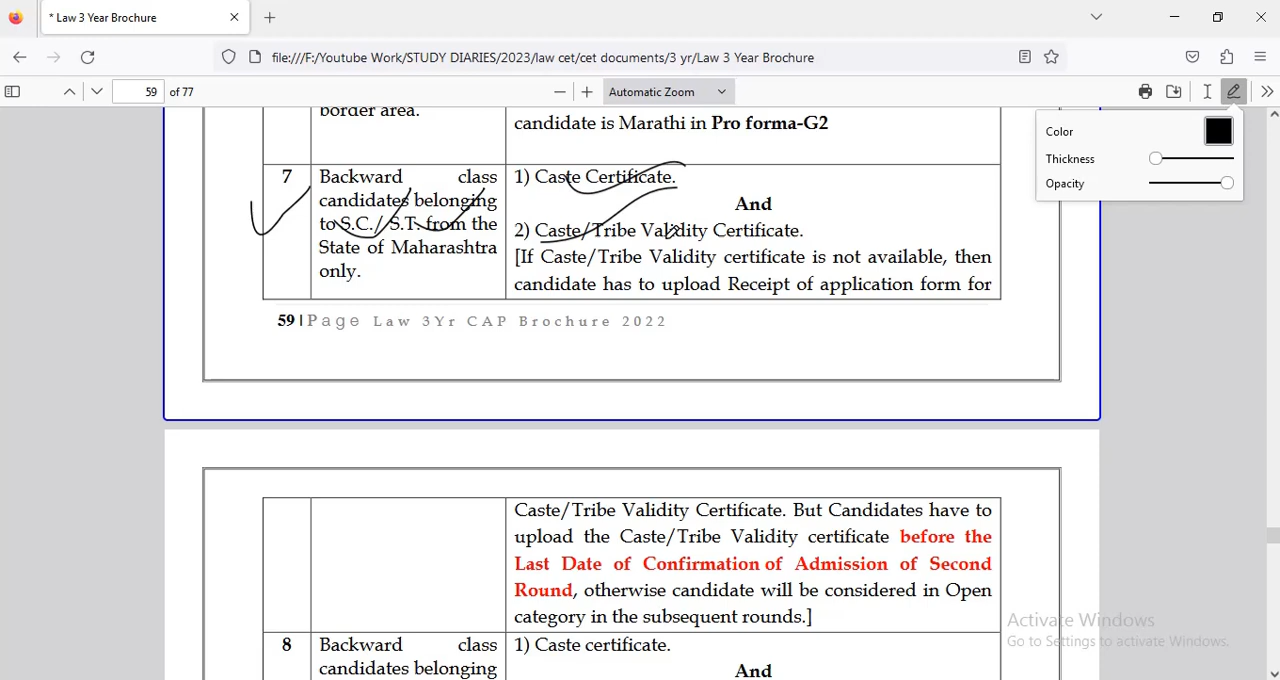 * Law 3 Year Brochure
file:///F:/Youtube Work/STUDY DIARIES/2023/law cet/cet documents/3 yr/Law 3 Year Brochure
59 of 77
Automatic Zoom
Color
Thickness
Opacity
border area.
candidate is Marathi in Pro forma-G2
7
Backward class
candidates belonging
to S.C./ S.T. from the
State of Maharashtra
only.
1) Caste Certificate.
And
2) Caste/Tribe Validity Certificate.
[If Caste/Tribe Validity certificate is not available, then
candidate has to upload Receipt of application form for
59 | Page Law 3Yr CAP Brochure 2022
Caste/Tribe Validity Certificate. But Candidates have to
upload the Caste/Tribe Validity certificate before the
Last Date of Confirmation of Admission of Second
Round, otherwise candidate will be considered in Open
category in the subsequent rounds.]
8
Backward class
candidates belonging
1) Caste certificate.
And
Activate Windows
Go to Settings to activate Windows.